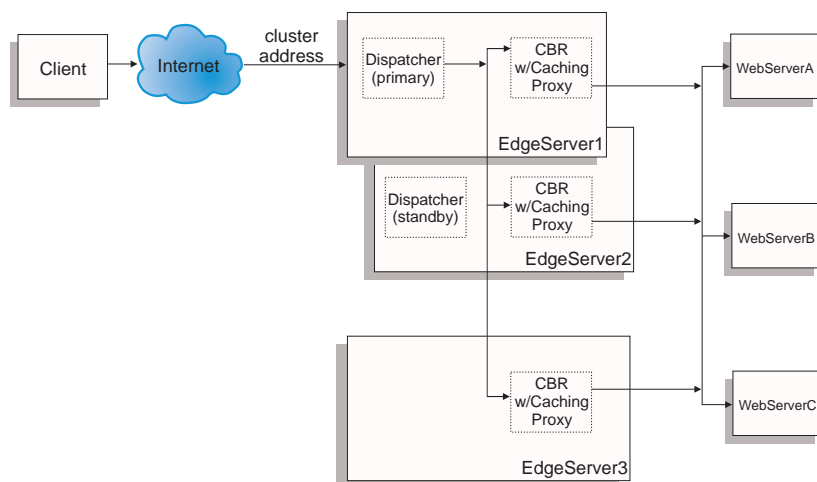 Client
Internet
cluster
address
Dispatcher
(primary)
CBR
w/Caching
Proxy
EdgeServer1
Dispatcher
(standby)
CBR
w/Caching
Proxy
EdgeServer2
CBR
w/Caching
Proxy
EdgeServer3
WebServerA
WebServerB
WebServerC